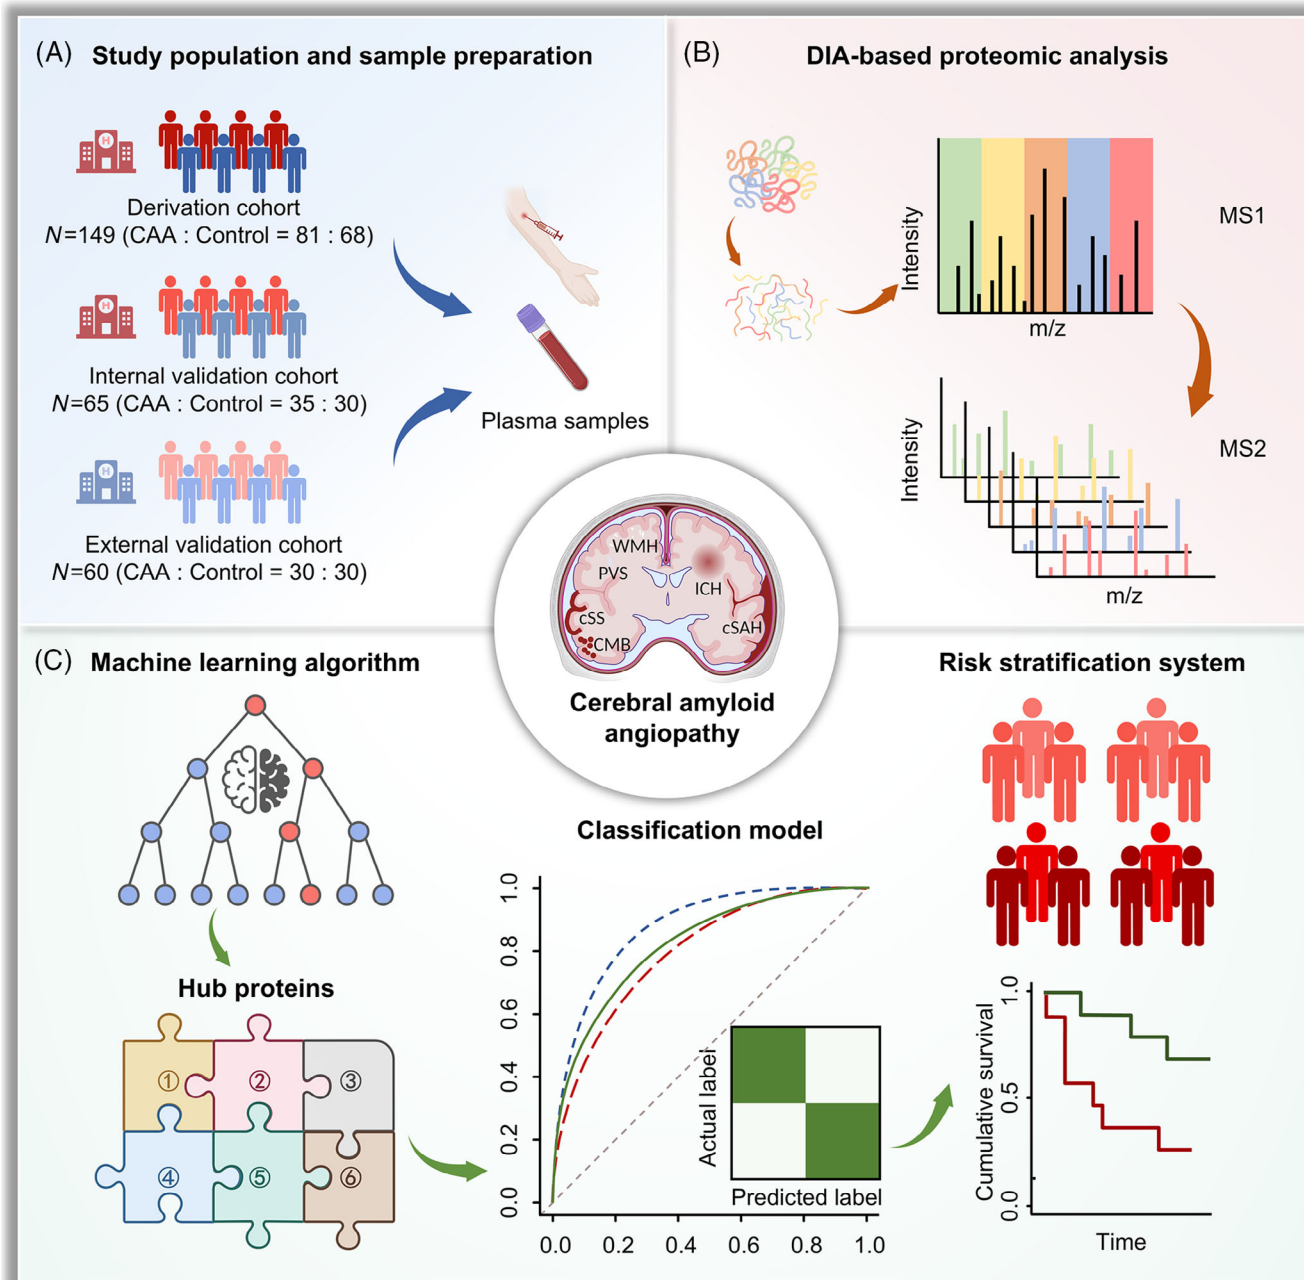 (A) Study population and sample preparation
H
Derivation cohort
N=149 (CAA : Control = 81 : 68)
H
Internal validation cohort
N=65 (CAA : Control = 35 : 30)
H
External validation cohort
N=60 (CAA : Control = 30 : 30)
Plasma samples
(B) DIA-based proteomic analysis
Intensity
m/z
MS1
Intensity
MS2
m/z
WMH
PVS
ICH
cSS
cSAH
CMB
Cerebral amyloid
angiopathy
(C) Machine learning algorithm
Hub proteins
①
②
③
④
⑤
⑥
Classification model
1.0
0.8
0.6
0.4
0.2
0.0
0.0 0.2 0.4 0.6 0.8 1.0
Actual label
Predicted label
Risk stratification system
Cumulative survival
1.0
0.5
0.0
Time